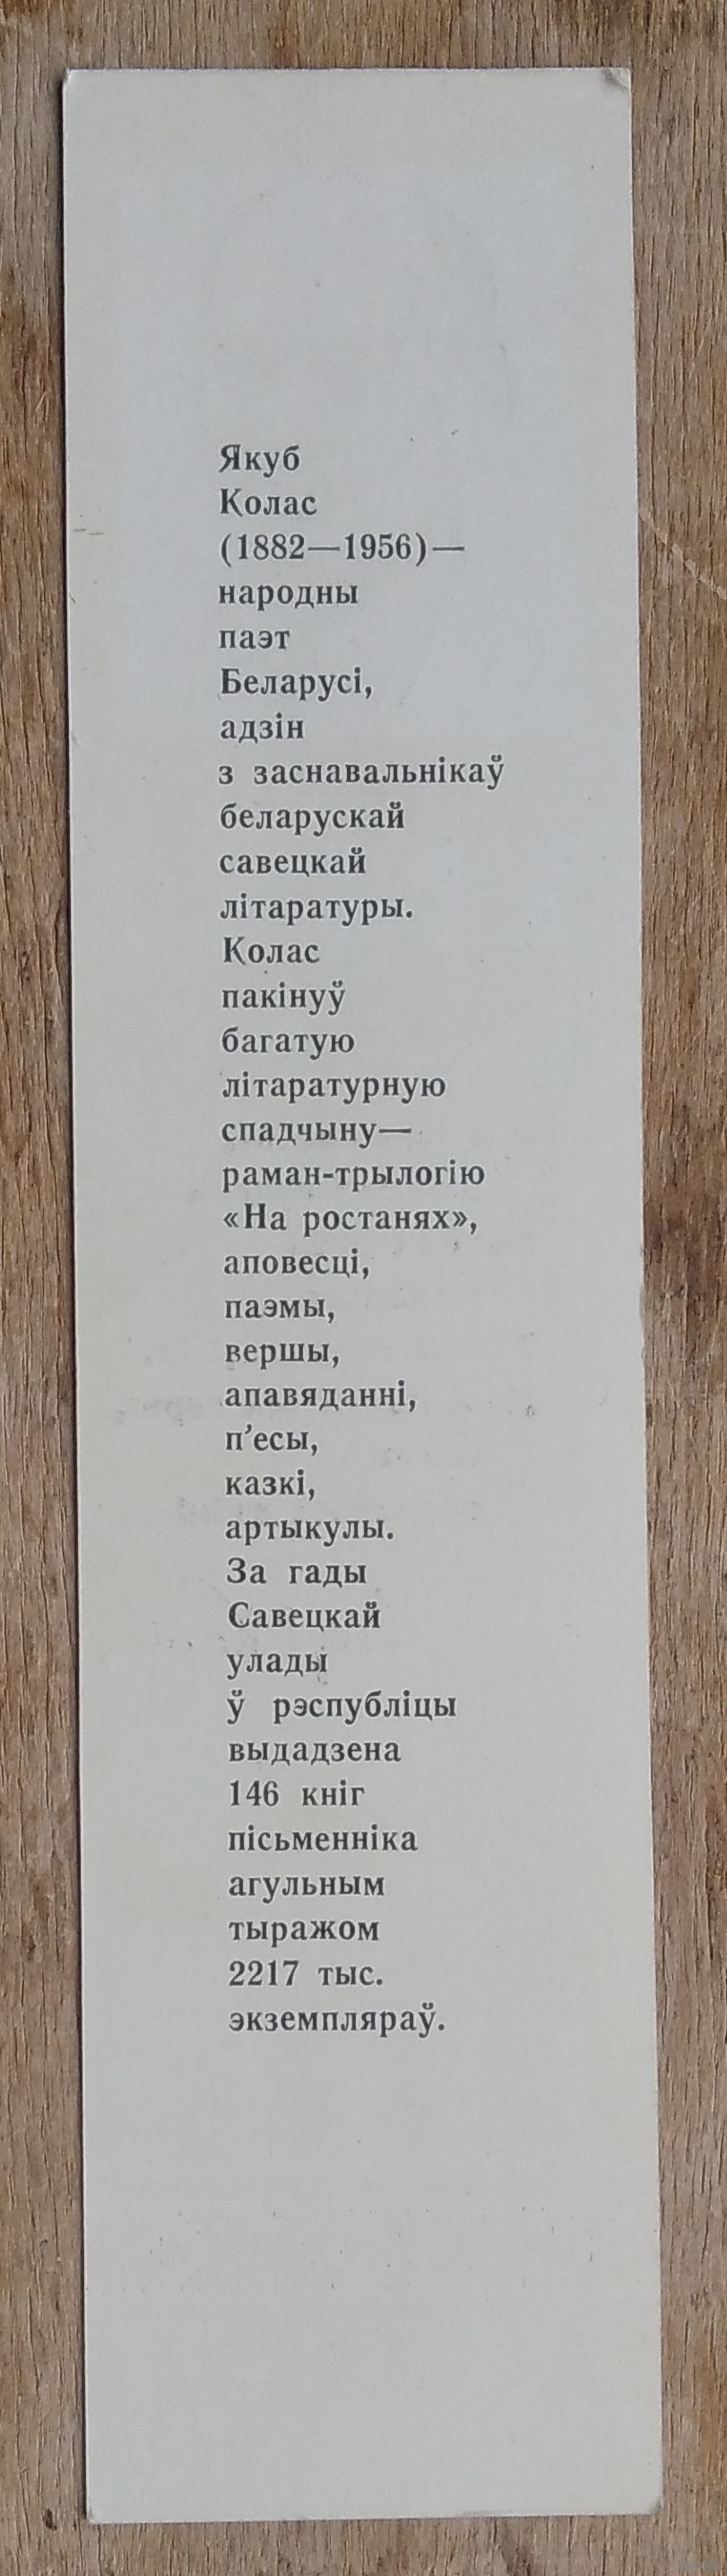 Якуб
Колас
(1882—1956)—
народны
паэт
Беларусі,
адзін
з заснавальнікаў
беларускай
савецкай
літаратуры.
Колас
пакінуў
багатую
літаратурную
спадчыну—
раман-трылогію
«На ростанях»,
аповесці,
паэмы,
вершы,
апавяданні,
п’есы,
казкі,
артыкулы.
За гады
Савецкай
улады
ў рэспубліцы
выдадзена
146 кніг
пісьменніка
агульным
тыражом
2217 тыс.
экземпляраў.